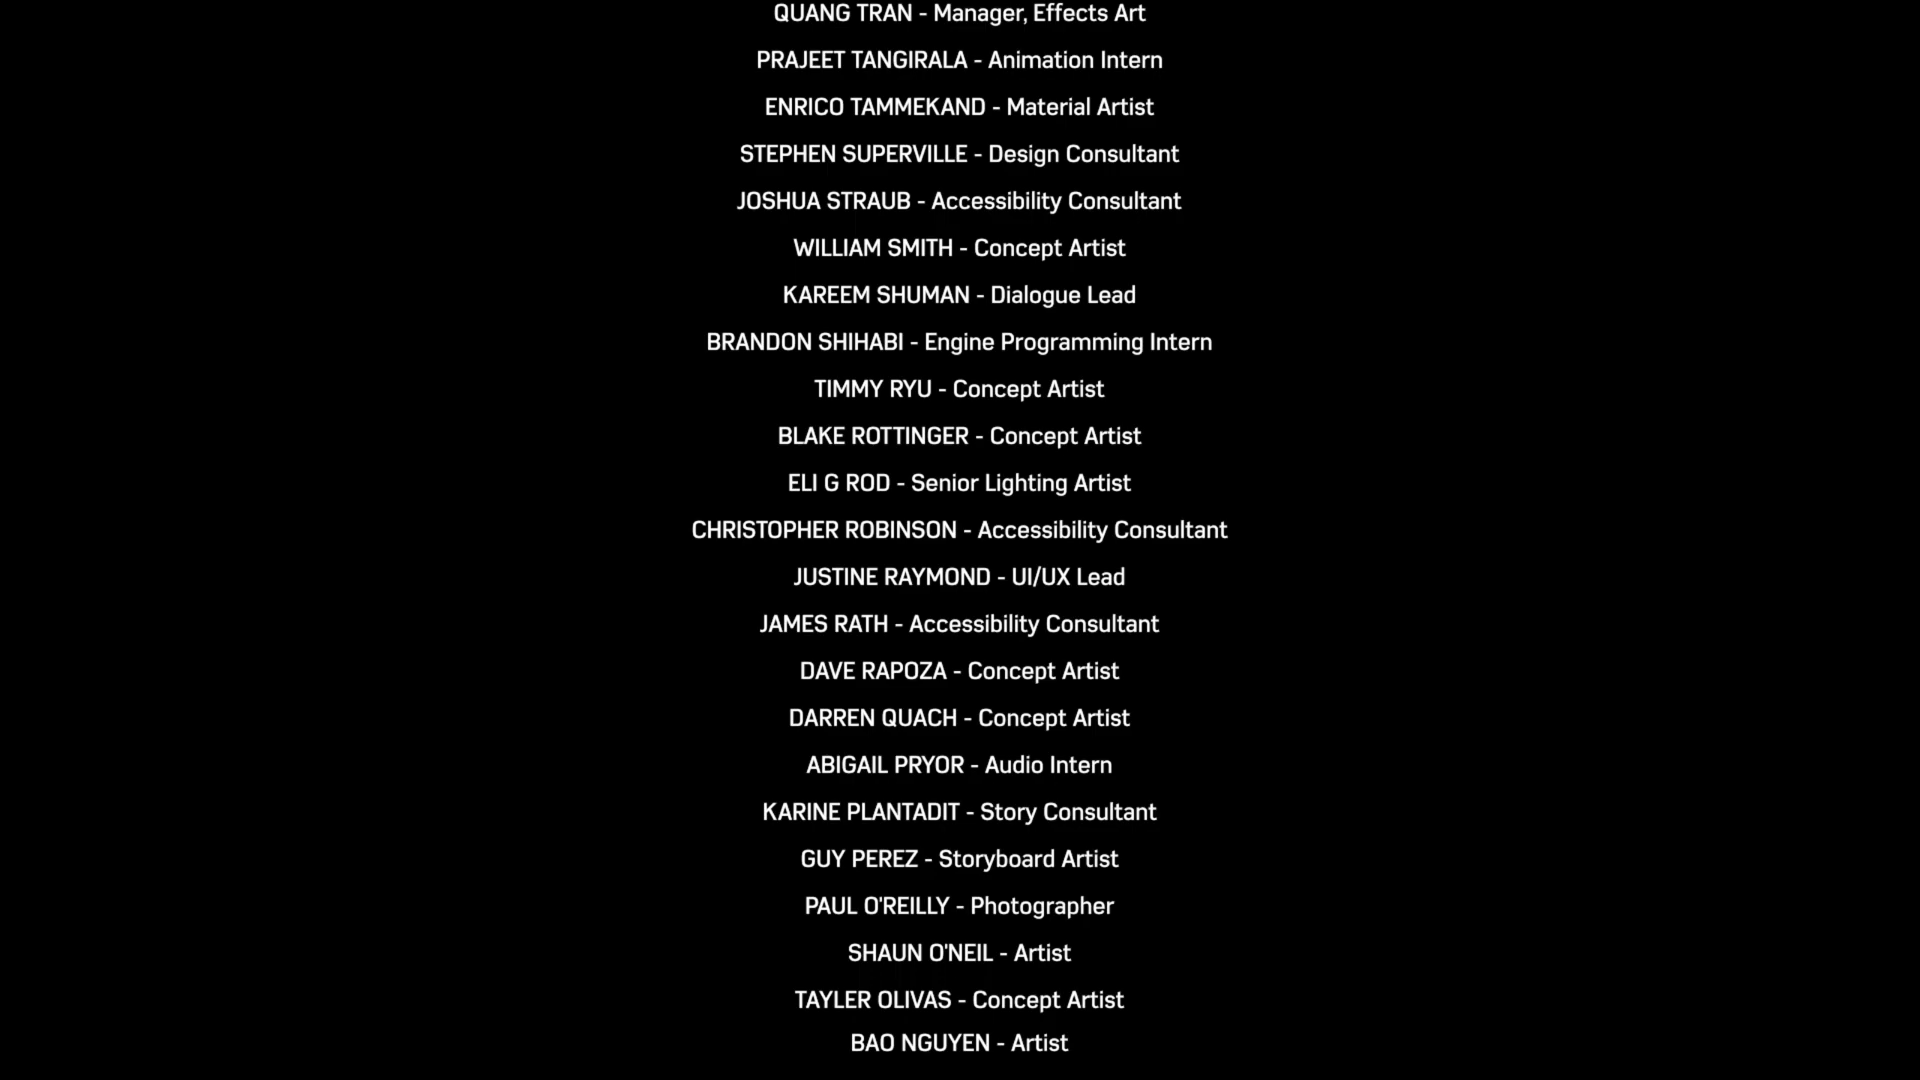 QUANG TRAN - Manager, Effects Art
PRAJEET TANGIRALA - Animation Intern
ENRICO TAMMEKAND - Material Artist
STEPHEN SUPERVILLE - Design Consultant
JOSHUA STRAUB - Accessibility Consultant
WILLIAM SMITH - Concept Artist
KAREEM SHUMAN - Dialogue Lead
BRANDON SHIHABI - Engine Programming Intern
TIMMY RYU - Concept Artist
BLAKE ROTTINGER - Concept Artist
ELI G ROD - Senior Lighting Artist
CHRISTOPHER ROBINSON - Accessibility Consultant
JUSTINE RAYMOND - UI/UX Lead
JAMES RATH - Accessibility Consultant
DAVE RAPOZA - Concept Artist
DARREN QUACH - Concept Artist
ABIGAIL PRYOR - Audio Intern
KARINE PLANTADIT - Story Consultant
GUY PEREZ - Storyboard Artist
PAUL O'REILLY - Photographer
SHAUN O'NEIL - Artist
TAYLER OLIVAS - Concept Artist
BAO NGUYEN - Artist